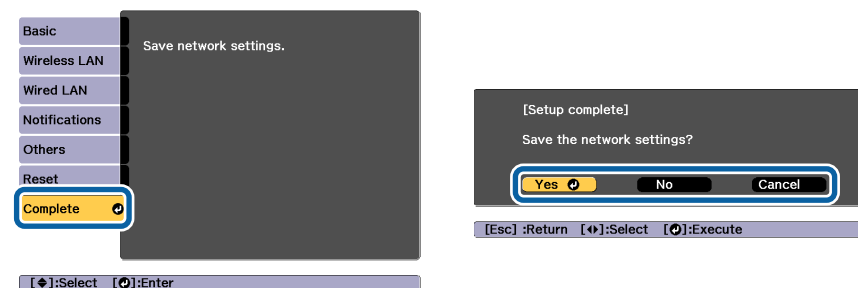 Basic
Wireless LAN
Wired LAN
Notifications
Others
Reset
Complete
Save network settings.
[ ]:Select [ ]:Enter
[Setup complete]
Save the network settings?
Yes No Cancel
[Esc] :Return [ ]:Select [ ]:Execute